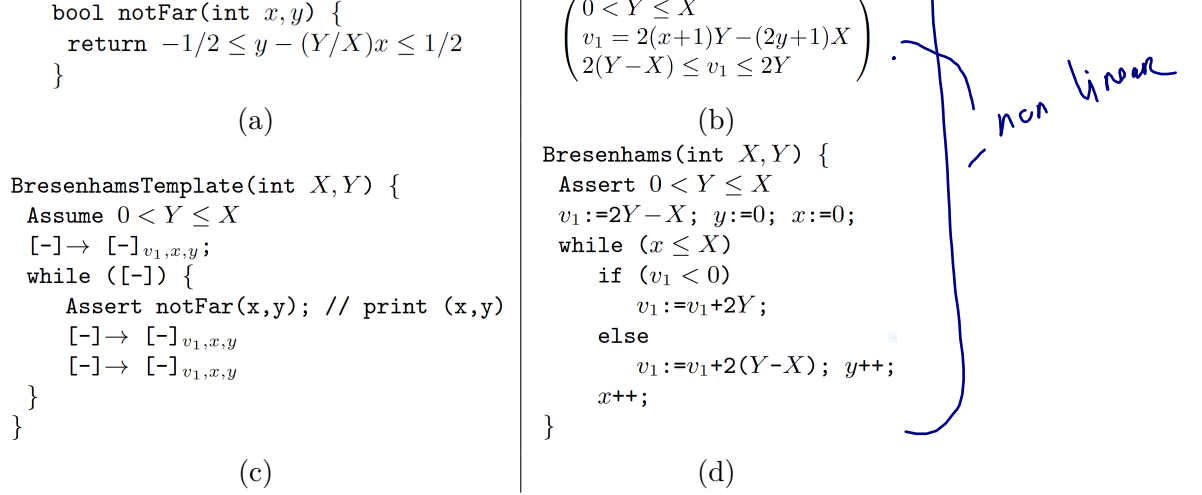 bool notFar(int x, y) {
return −1/2 ≤ y − (Y/X)x ≤ 1/2
}
(a)
0 < Y ≤ X
v₁ = 2(x+1)Y−(2y+1)X
2(Y−X) ≤ v₁ ≤ 2Y
(b)
non linear
BresenhamsTemplate(int X, Y) {
Assume 0 < Y ≤ X
[-]→ [-]v₁,x,y;
while ([-]) {
Assert notFar(x,y); // print (x,y)
[-]→ [-]v₁,x,y
[-]→ [-]v₁,x,y
}
}
(c)
Bresenhams(int X, Y) {
Assert 0 < Y ≤ X
v₁:=2Y−X; y:=0; x:=0;
while (x ≤ X)
if (v₁ < 0)
v₁:=v₁+2Y;
else
v₁:=v₁+2(Y-X); y++;
x++;
}
(d)